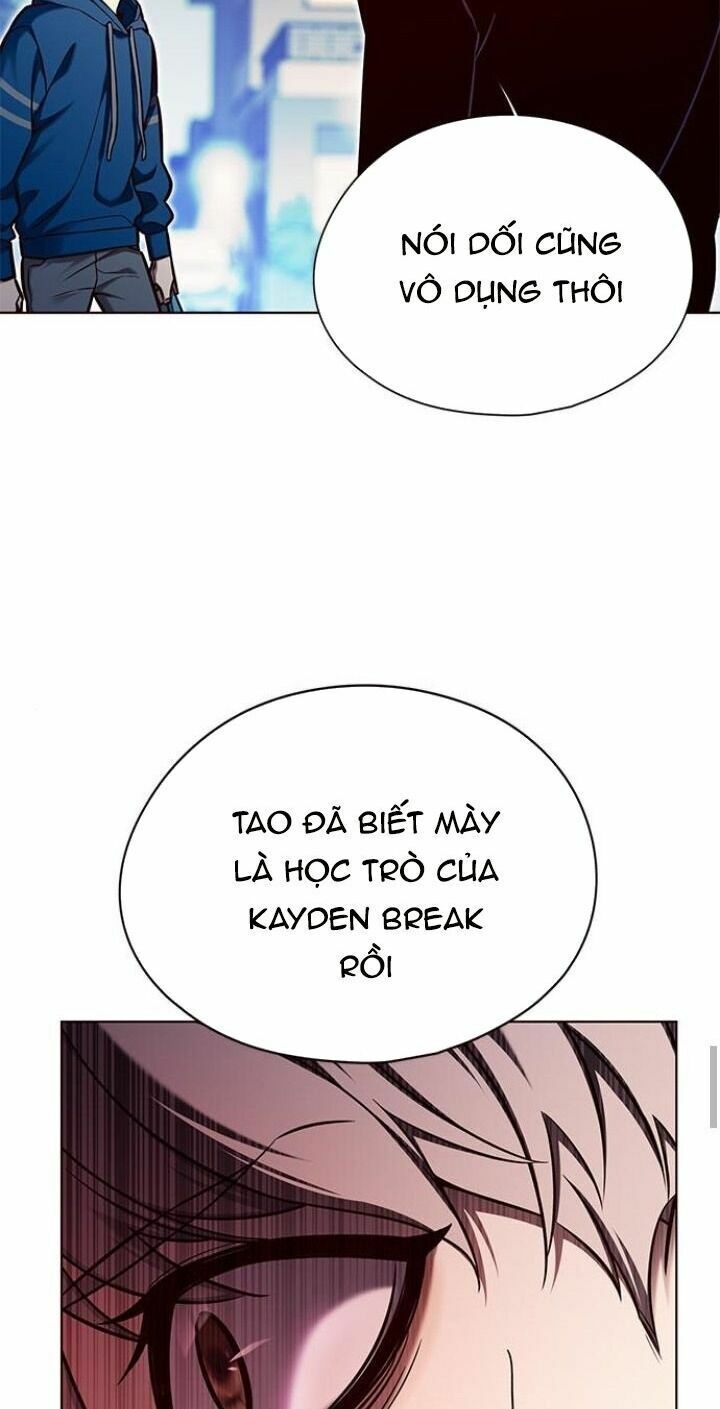 NÓI DỐI CŨNG
VÔ DỤNG THÔI
TAO ĐÃ BIẾT MÀY
LÀ HỌC TRÒ CỦA
KAYDEN BREAK
RỒI